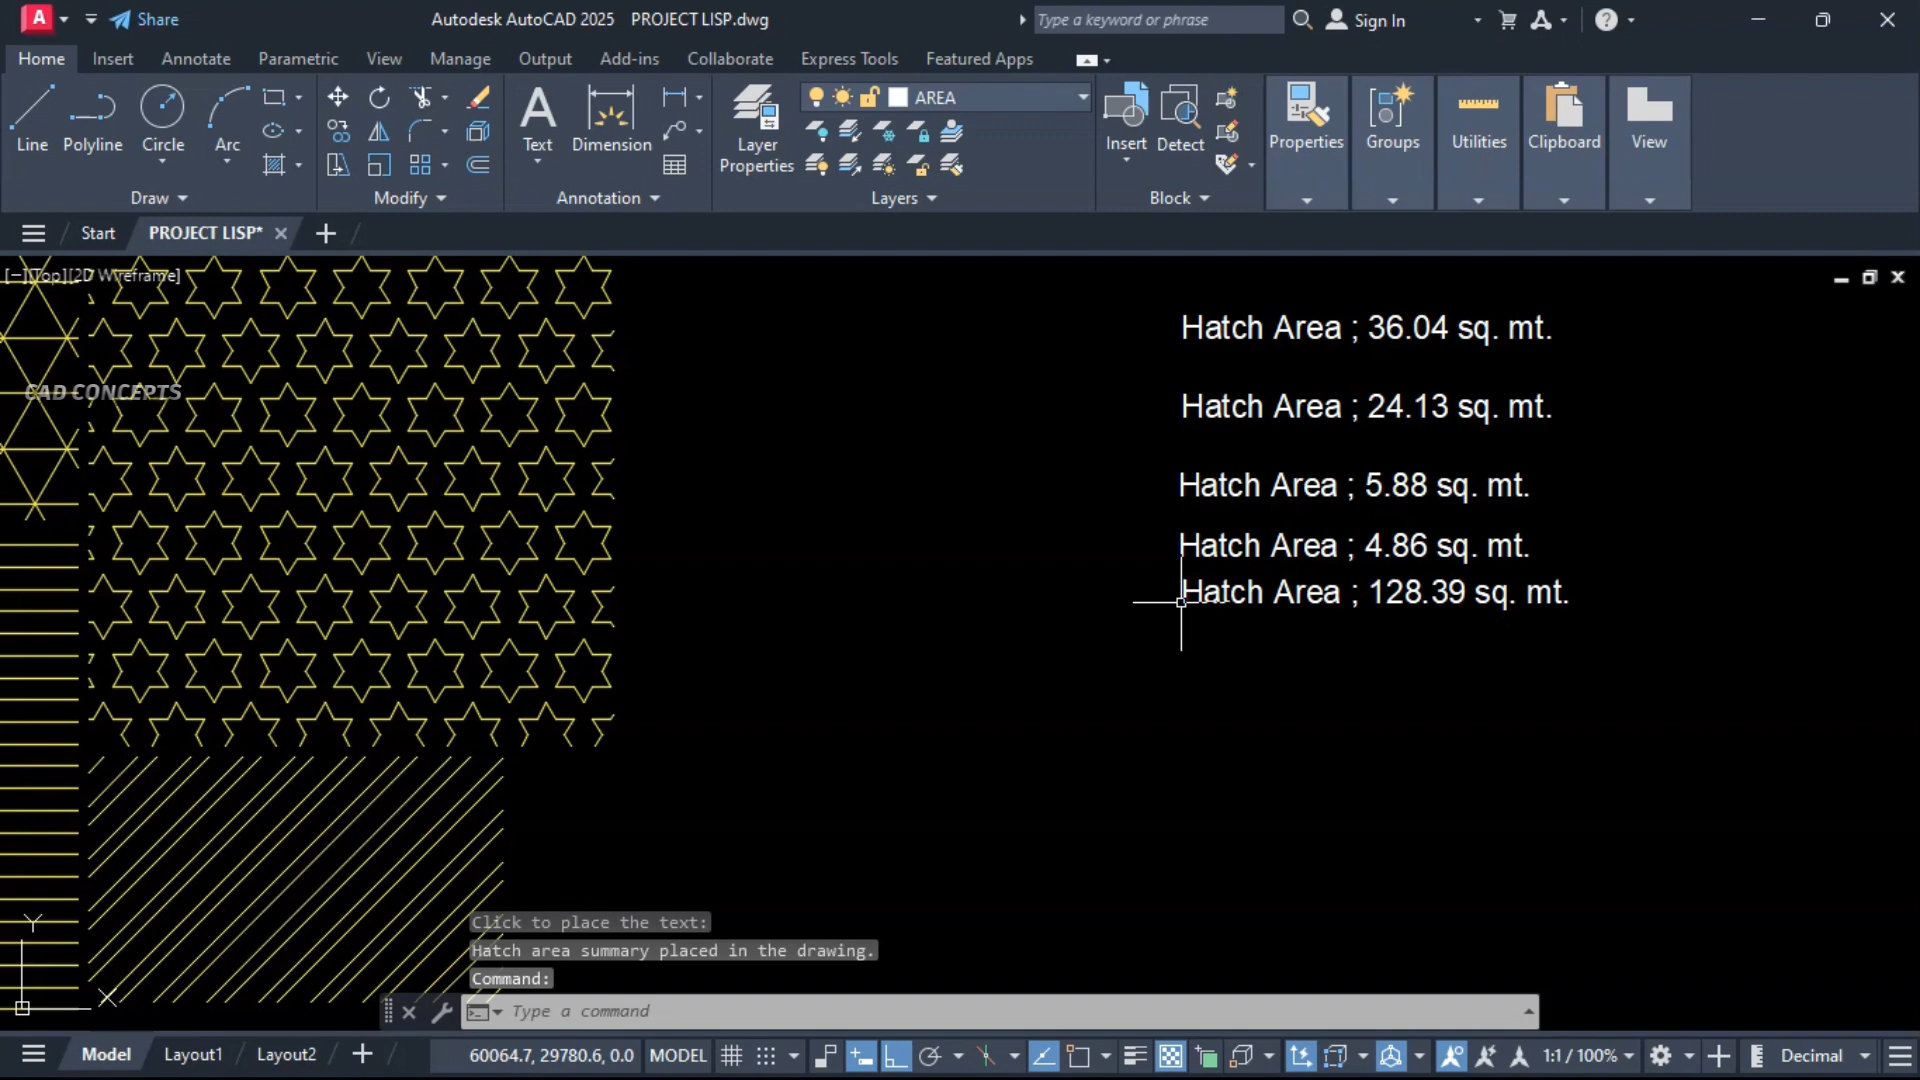 A Share Autodesk AutoCAD 2025 PROJECT LISP.dwg Type a keyword or phrase Sign In
Home Insert Annotate Parametric View Manage Output Add-ins Collaborate Express Tools Featured Apps
AREA
Line Polyline Circle Arc Text Dimension Layer Properties Insert Detect Properties Groups Utilities Clipboard View
Draw Modify Annotation Layers Block
Start PROJECT LISP*
[−][Top][2D Wireframe]
Hatch Area ; 36.04 sq. mt.
CAD CONCEPTS
Hatch Area ; 24.13 sq. mt.
Hatch Area ; 5.88 sq. mt.
Hatch Area ; 4.86 sq. mt.
Hatch Area ; 128.39 sq. mt.
Click to place the text:
Y
Hatch area summary placed in the drawing.
Command:
X
Type a command
Model Layout1 Layout2 60064.7, 29780.6, 0.0 MODEL 1:1 / 100% Decimal